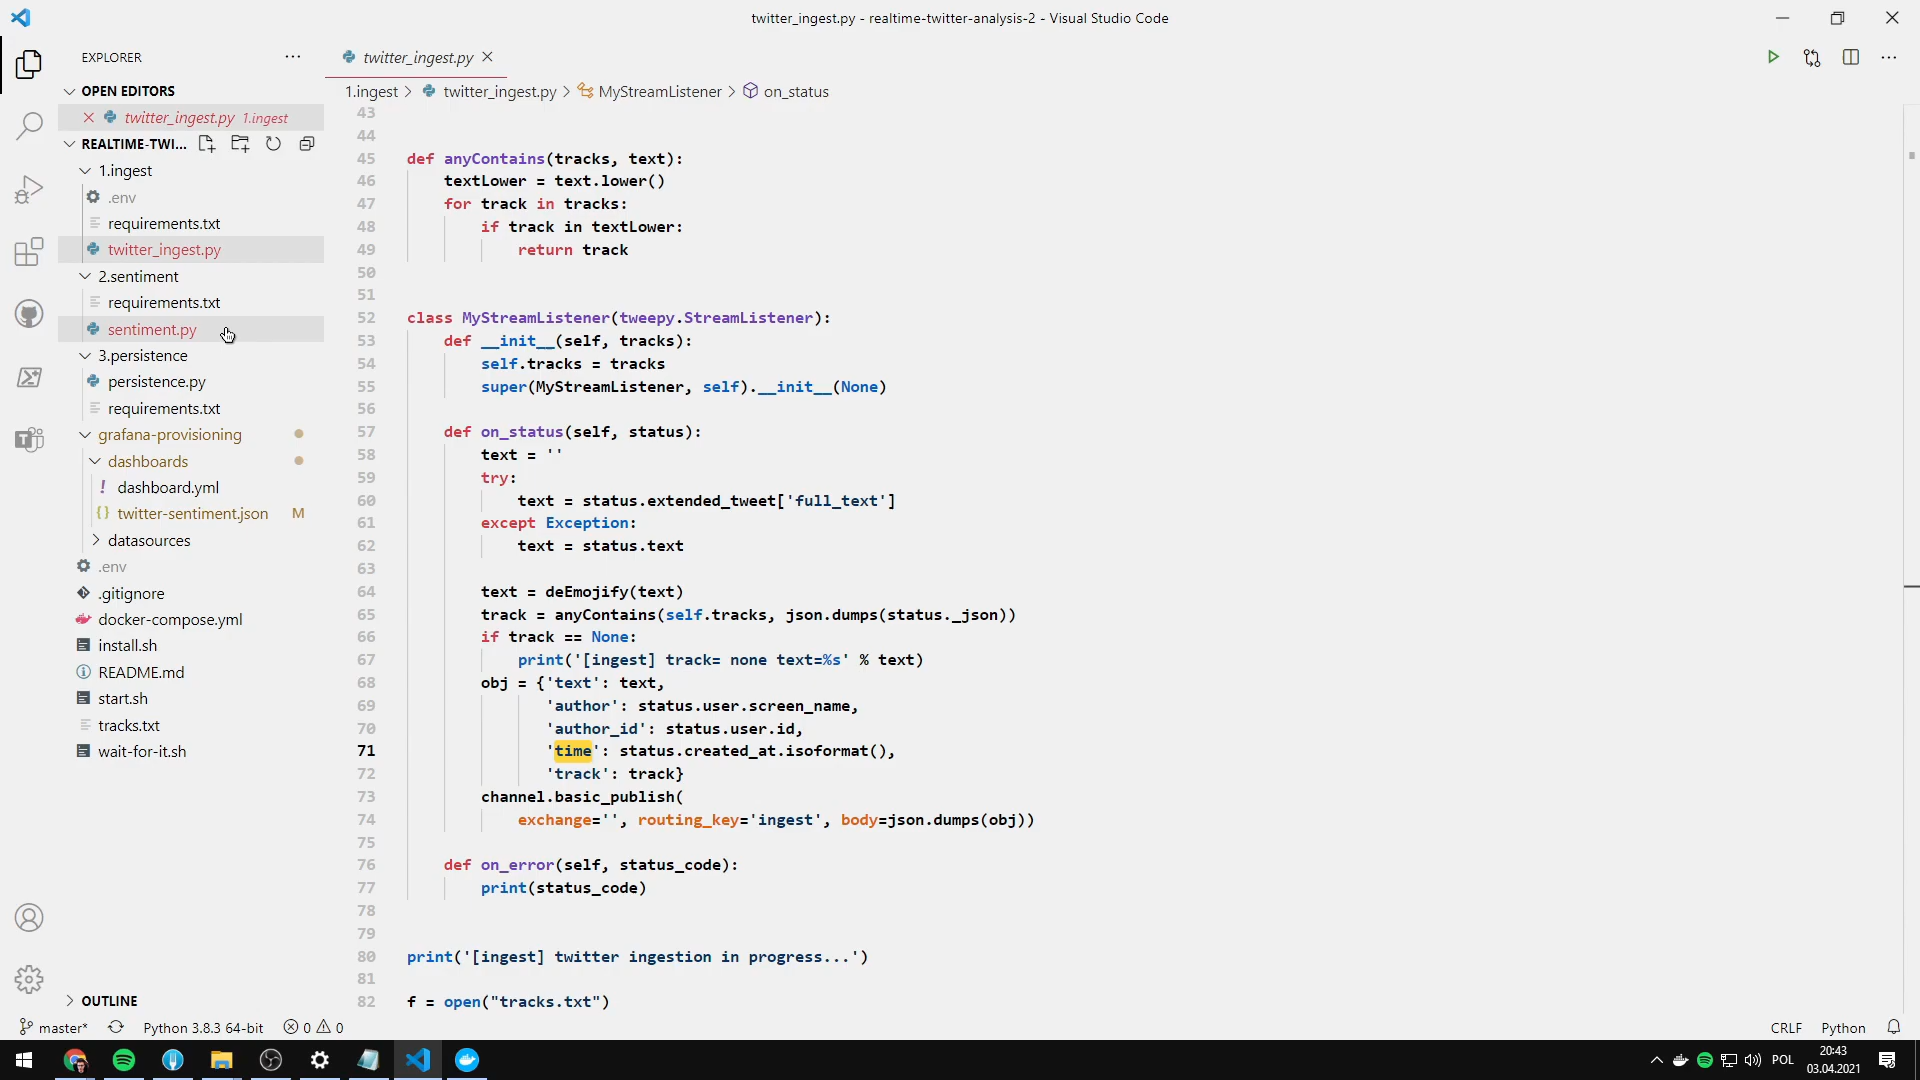 twitter_ingest.py - realtime-twitter-analysis-2 - Visual Studio Code
EXPLORER
OPEN EDITORS
twitter_ingest.py 1.ingest
REALTIME-TWI...
1.ingest
.env
requirements.txt
twitter_ingest.py
2.sentiment
requirements.txt
sentiment.py
3.persistence
persistence.py
requirements.txt
grafana-provisioning
dashboards
! dashboard.yml
{} twitter-sentiment.json M
datasources
.env
.gitignore
docker-compose.yml
install.sh
README.md
start.sh
tracks.txt
wait-for-it.sh
OUTLINE
twitter_ingest.py
1.ingest > twitter_ingest.py > MyStreamListener > on_status
43
44
45 def anyContains(tracks, text):
46 textLower = text.lower()
47 for track in tracks:
48 if track in textLower:
49 return track
50
51
52 class MyStreamListener(tweepy.StreamListener):
53 def __init__(self, tracks):
54 self.tracks = tracks
55 super(MyStreamListener, self).__init__(None)
56
57 def on_status(self, status):
58 text = ''
59 try:
60 text = status.extended_tweet['full_text']
61 except Exception:
62 text = status.text
63
64 text = deEmojify(text)
65 track = anyContains(self.tracks, json.dumps(status._json))
66 if track == None:
67 print('[ingest] track= none text=%s' % text)
68 obj = {'text': text,
69 'author': status.user.screen_name,
70 'author_id': status.user.id,
71 'time': status.created_at.isoformat(),
72 'track': track}
73 channel.basic_publish(
74 exchange='', routing_key='ingest', body=json.dumps(obj))
75
76 def on_error(self, status_code):
77 print(status_code)
78
79
80 print('[ingest] twitter ingestion in progress...')
81
82 f = open("tracks.txt")
master* Python 3.8.3 64-bit 0 0 CRLF Python
POL 20:43
03.04.2021